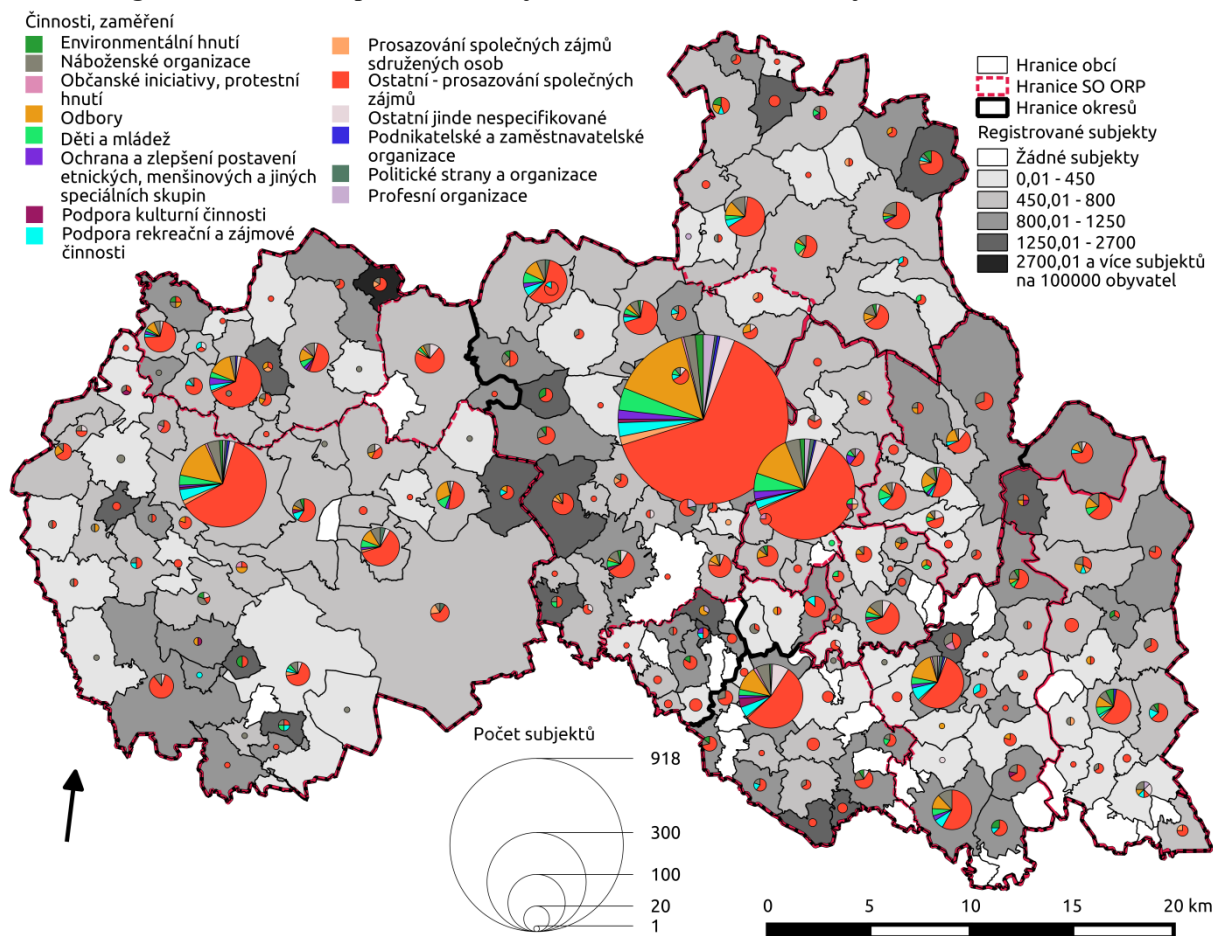 Činnosti, zaměření
Environmentální hnutí
Náboženské organizace
Občanské iniciativy, protestní
hnutí
Odbory
Děti a mládež
Ochrana a zlepšení postavení
etnických, menšinových a jiných
speciálních skupin
Podpora kulturní činnosti
Podpora rekreační a zájmové
činnosti
Prosazování společných zájmů
sdružených osob
Ostatní - prosazování společných
zájmů
Ostatní jinde nespecifikované
Podnikatelské a zaměstnavatelské
organizace
Politické strany a organizace
Profesní organizace
Hranice obcí
Hranice SO ORP
Hranice okresů
Registrované subjekty
Žádné subjekty
0,01 - 450
450,01 - 800
800,01 - 1250
1250,01 - 2700
2700,01 a více subjektů
na 100000 obyvatel
Počet subjektů
918
300
100
20
1
0 5 10 15 20 km